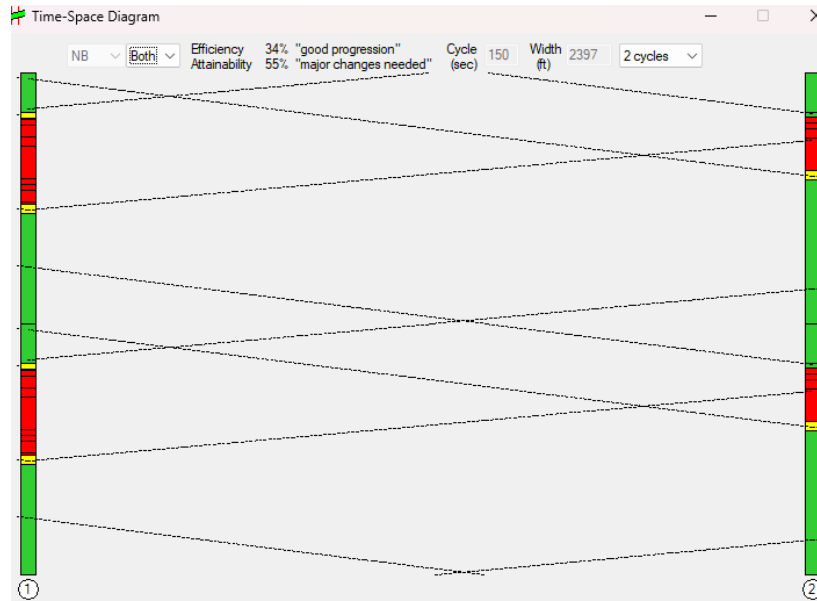 Time-Space Diagram
NB Both Efficiency 34% "good progression" Cycle 150 Width 2397 2 cycles
Attainability 55% "major changes needed" (sec) (ft)
1 2